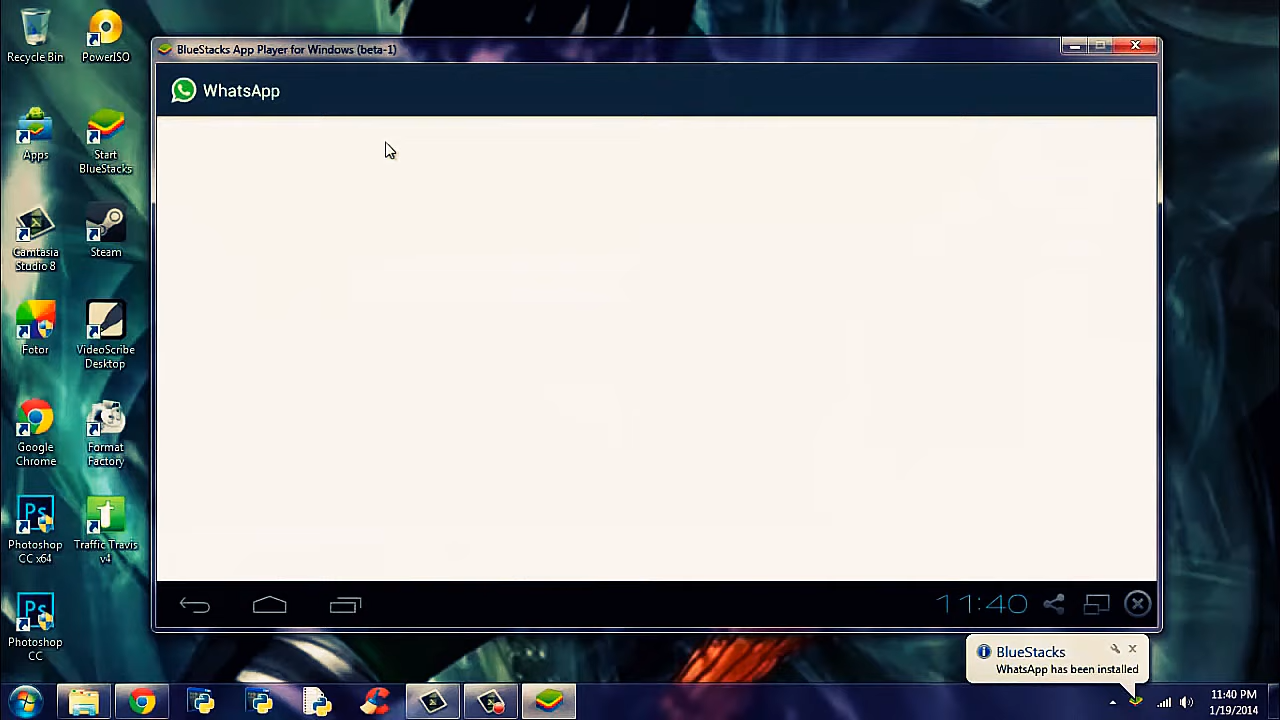 Recycle Bin
PowerISO
Apps
Start
BlueStacks
Camtasia
Studio 8
Steam
Fotor
VideoScribe
Desktop
Google
Chrome
Format
Factory
Ps
Photoshop
CC x64
Traffic Travis
v4
Ps
Photoshop
CC
BlueStacks App Player for Windows (beta-1)
WhatsApp
11:40
BlueStacks
WhatsApp has been installed
11:40 PM
1/19/2014